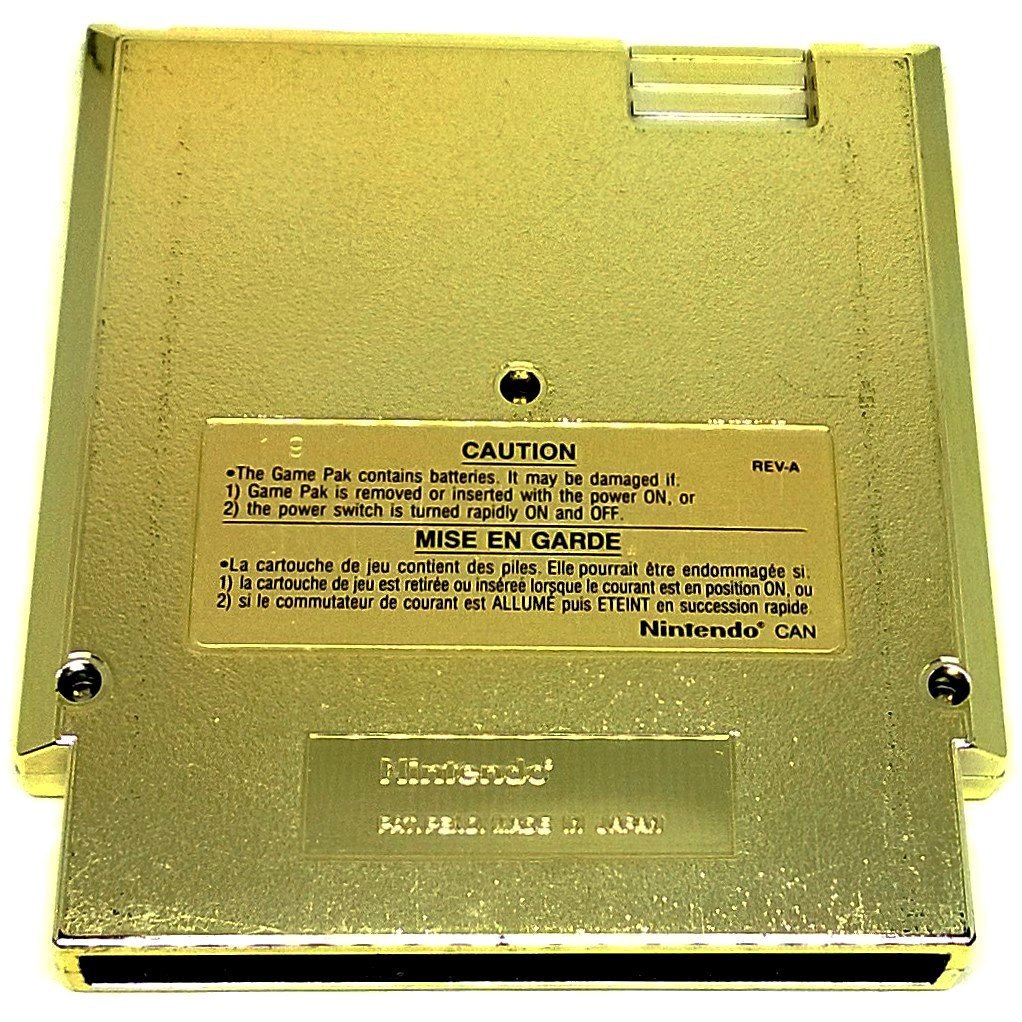 9
CAUTION
REV-A
•The Game Pak contains batteries. It may be damaged if:
1) Game Pak is removed or inserted with the power ON, or
2) the power switch is turned rapidly ON and OFF.
MISE EN GARDE
•La cartouche de jeu contient des piles. Elle pourrait être endommagée si:
1) la cartouche de jeu est retirée ou inséreé lorsque le courant est en position ON, ou
2) si le commutateur de courant est ALLUMÉ puis ETEINT en succession rapide.
Nintendo® CAN
Nintendo®
PAT. PEND. MADE IN JAPAN